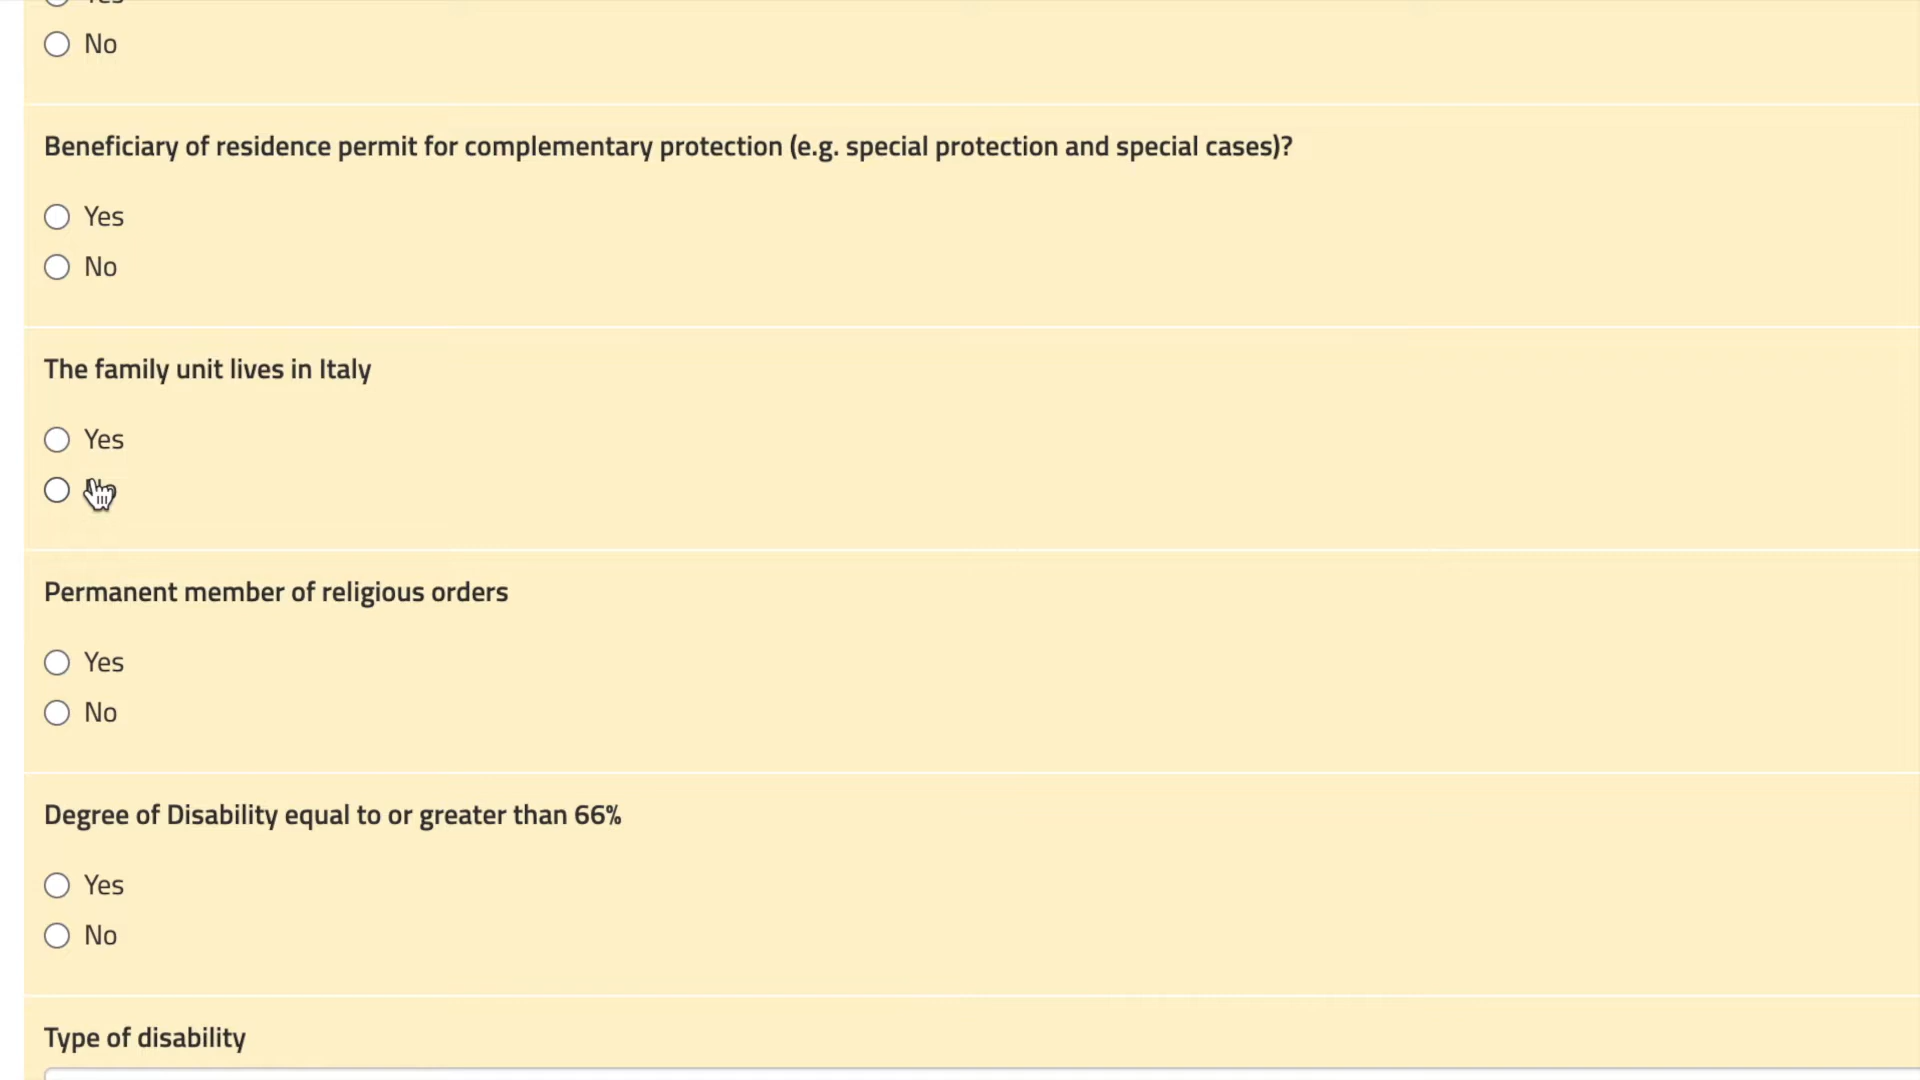 No
Beneficiary of residence permit for complementary protection (e.g. special protection and special cases)?
Yes
No
The family unit lives in Italy
Yes
Permanent member of religious orders
Yes
No
Degree of Disability equal to or greater than 66%
Yes
No
Type of disability